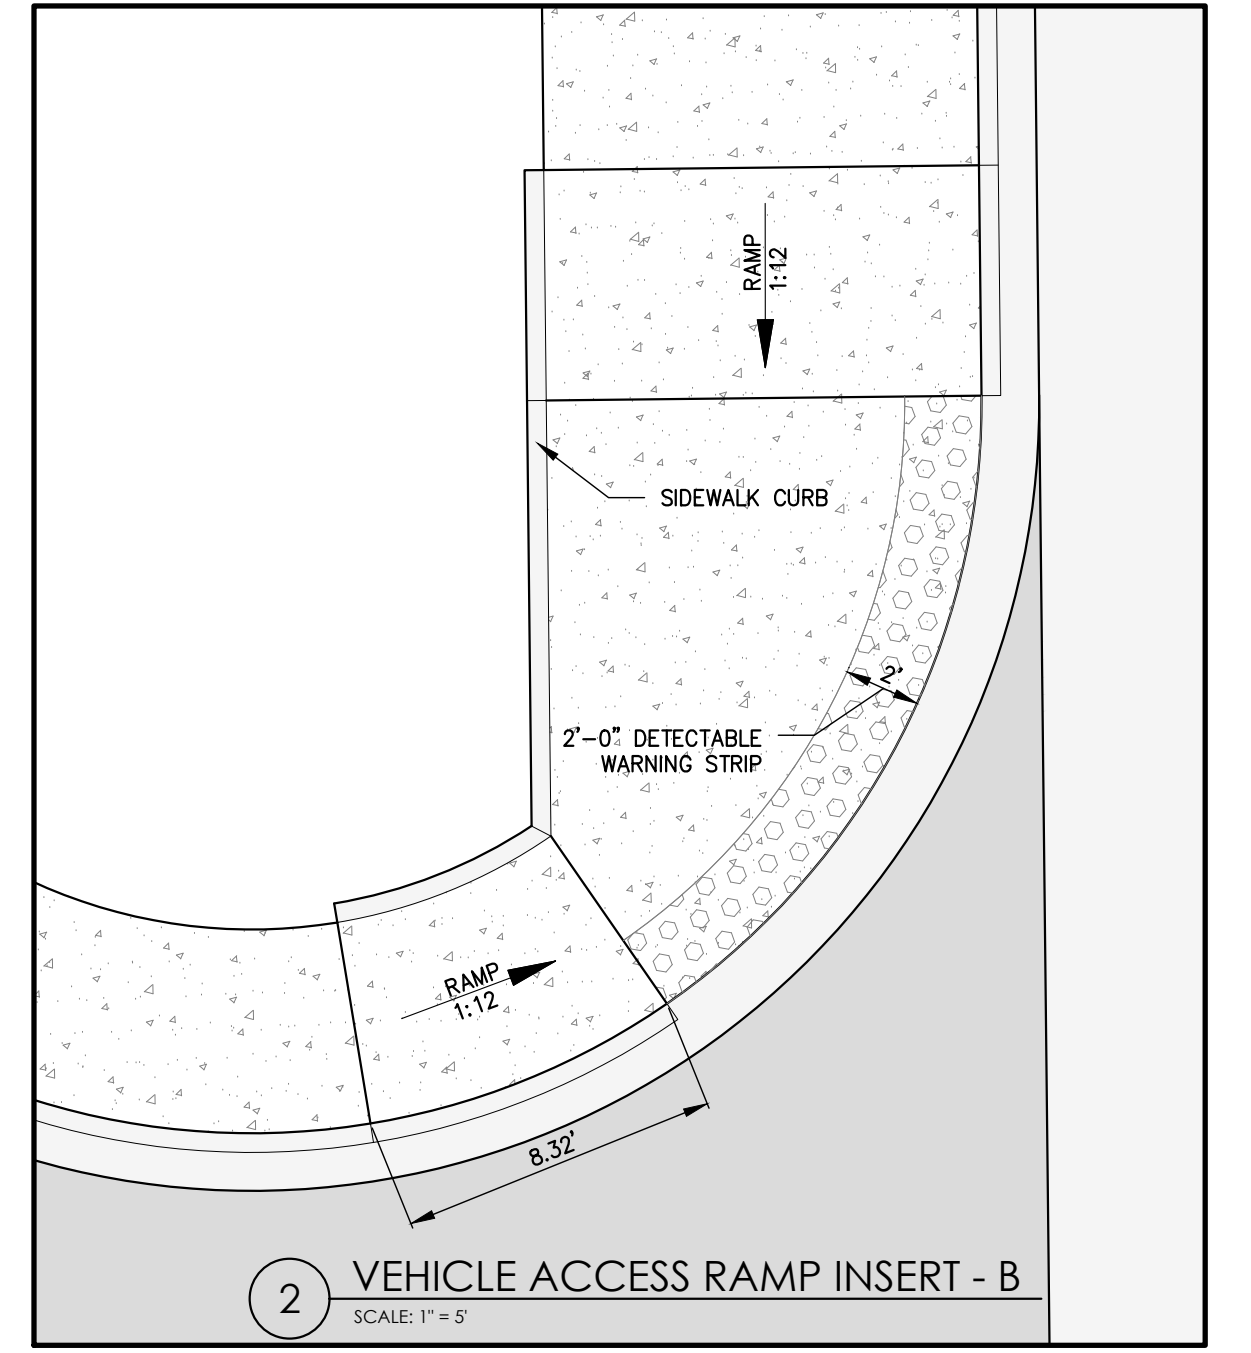 RAMP
1:12
SIDEWALK CURB
2'
2'-0" DETECTABLE
WARNING STRIP
RAMP
1:12
8.32'
2
VEHICLE ACCESS RAMP INSERT - B
SCALE: 1" = 5'